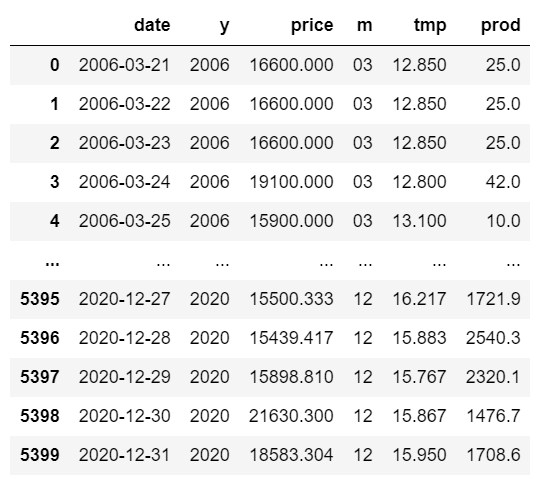 date y price m tmp prod
0 2006-03-21 2006 16600.000 03 12.850 25.0
1 2006-03-22 2006 16600.000 03 12.850 25.0
2 2006-03-23 2006 16600.000 03 12.850 25.0
3 2006-03-24 2006 19100.000 03 12.800 42.0
4 2006-03-25 2006 15900.000 03 13.100 10.0
... ... ... ... ... ... ...
5395 2020-12-27 2020 15500.333 12 16.217 1721.9
5396 2020-12-28 2020 15439.417 12 15.883 2540.3
5397 2020-12-29 2020 15898.810 12 15.767 2320.1
5398 2020-12-30 2020 21630.300 12 15.867 1476.7
5399 2020-12-31 2020 18583.304 12 15.950 1708.6